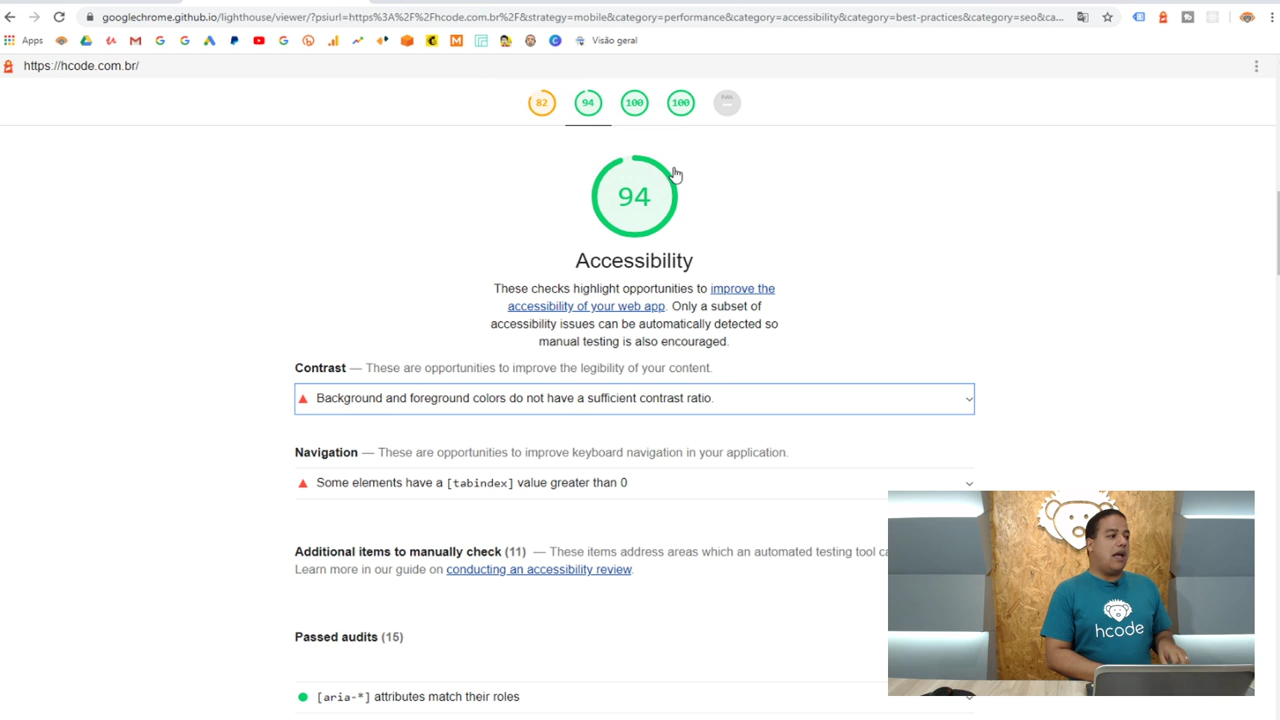 googlechrome.github.io/lighthouse/viewer/?psiurl=https%3A%2F%2Fhcode.com.br%2F&strategy=mobile&category=performance&category=accessibility&category=best-practices&category=seo&ca...
Apps
Visão geral
https://hcode.com.br/
82
94
100
100
94
Accessibility
These checks highlight opportunities to improve the
accessibility of your web app. Only a subset of
accessibility issues can be automatically detected so
manual testing is also encouraged.
Contrast — These are opportunities to improve the legibility of your content.
Background and foreground colors do not have a sufficient contrast ratio.
Navigation — These are opportunities to improve keyboard navigation in your application.
Some elements have a [tabindex] value greater than 0
Additional items to manually check (11) — These items address areas which an automated testing tool ca
Learn more in our guide on conducting an accessibility review.
Passed audits (15)
[aria-*] attributes match their roles
hcode